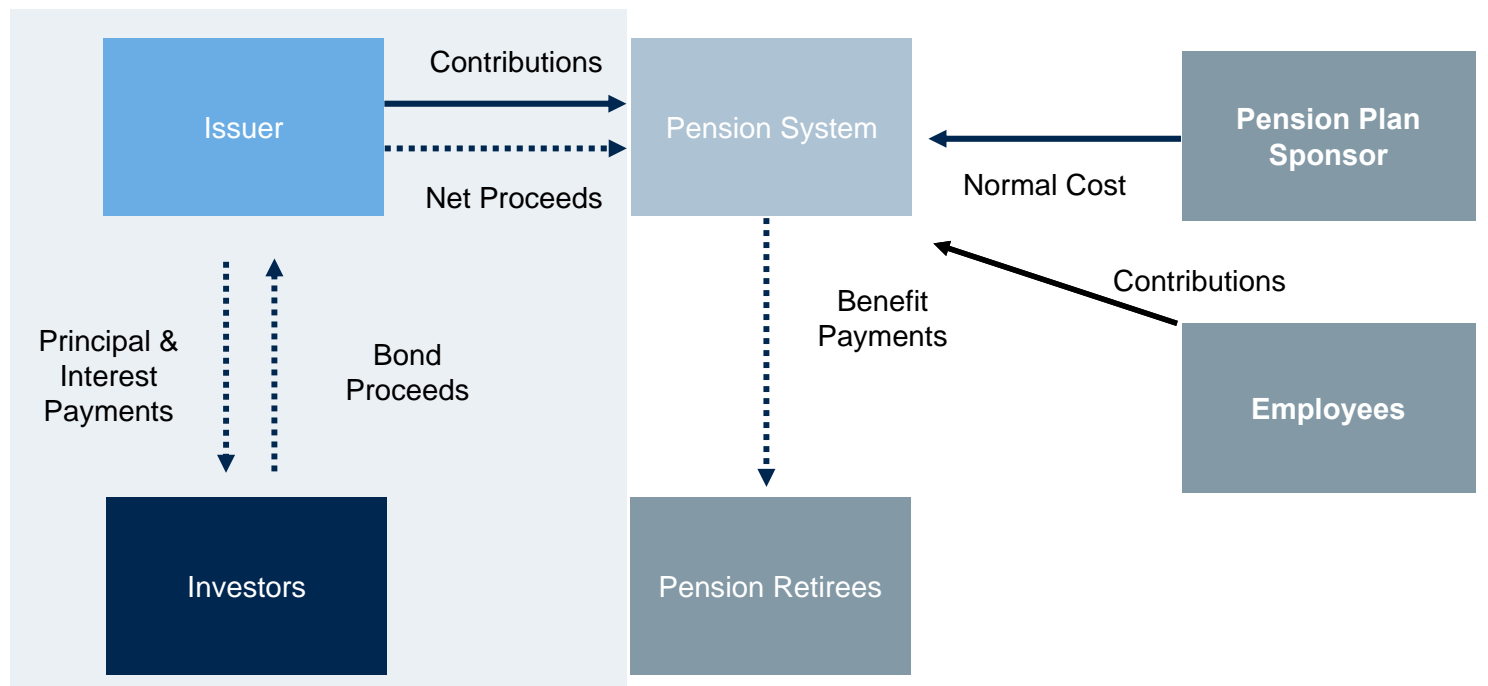 Contributions
Issuer
Net Proceeds
Pension System
Pension Plan
Sponsor
Normal Cost
Contributions
Employees
Benefit
Payments
Principal &
Interest
Payments
Bond
Proceeds
Investors
Pension Retirees